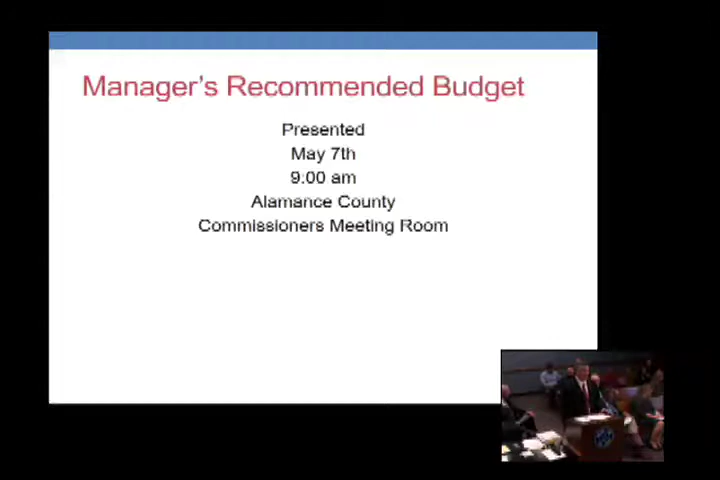 Manager's Recommended Budget
Presented
May 7th
9:00 am
Alamance County
Commissioners Meeting Room